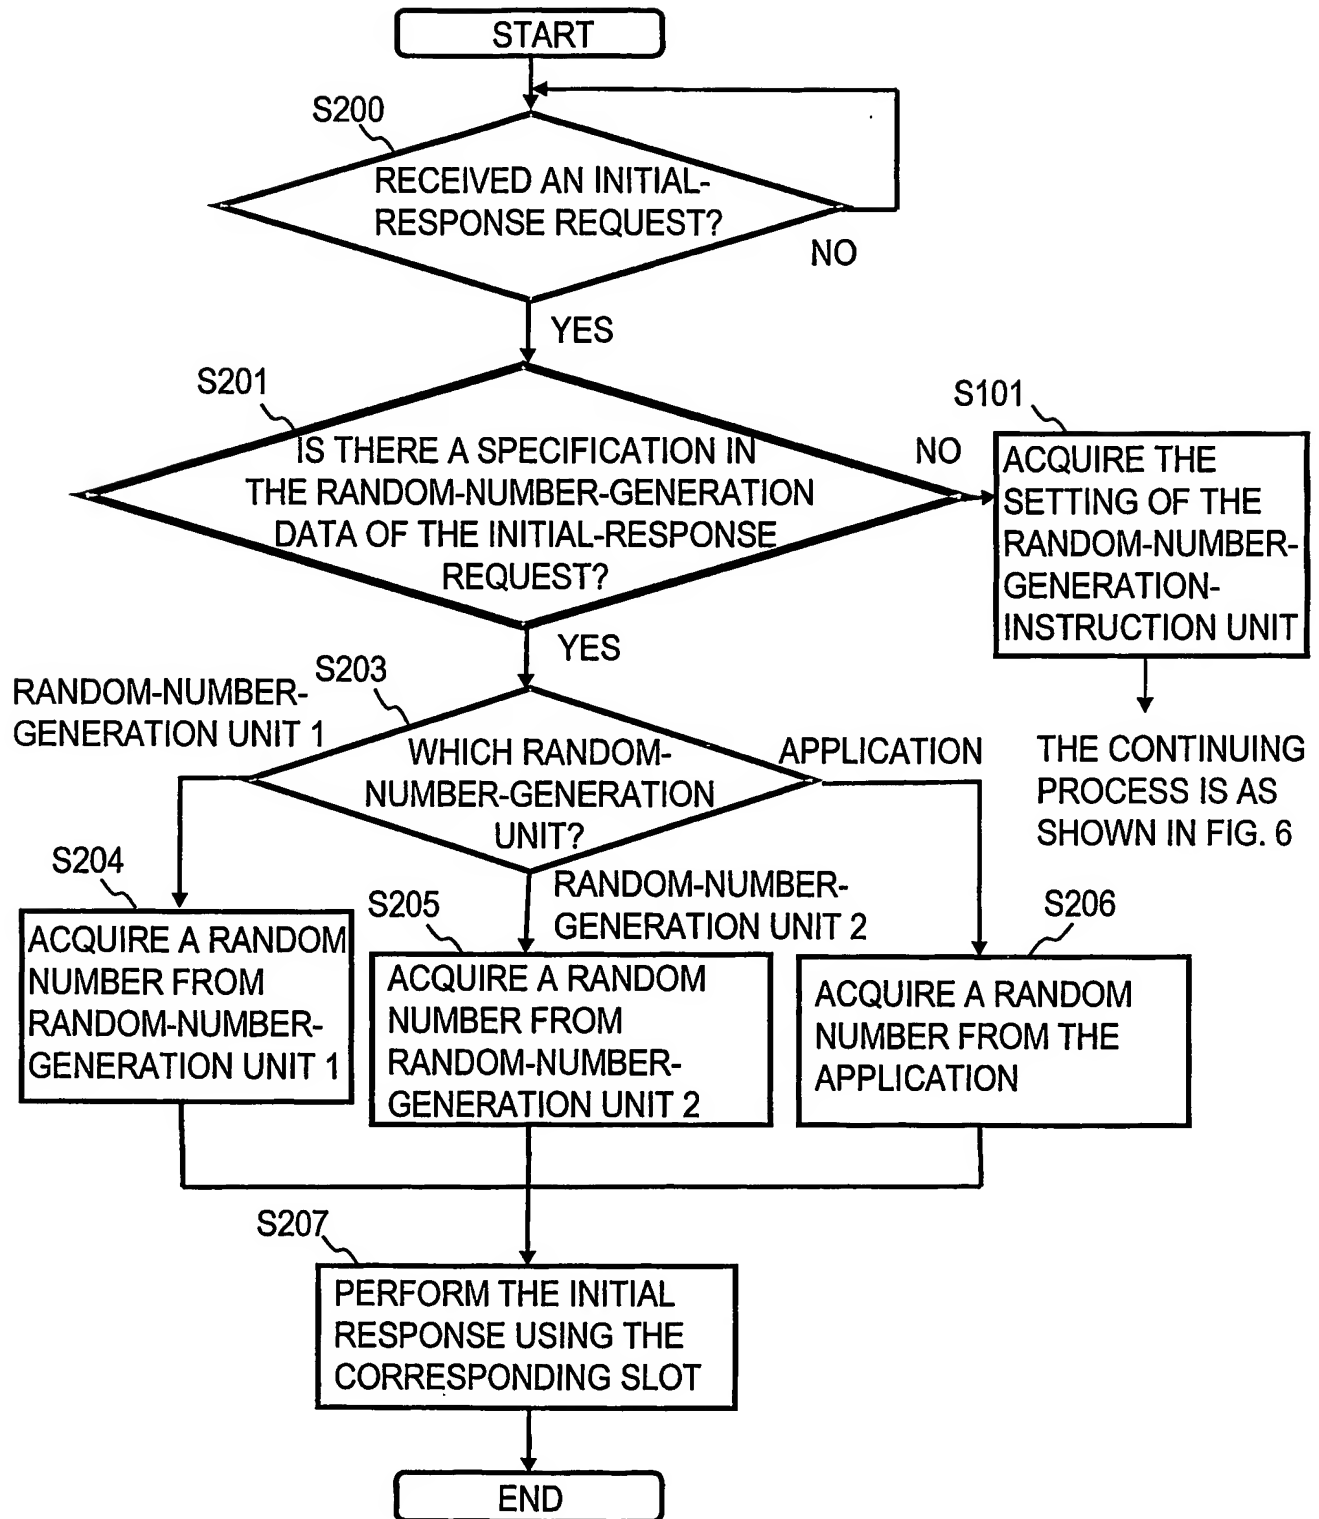 START
S200
RECEIVED AN INITIAL-
RESPONSE REQUEST?
NO
YES
S201
IS THERE A SPECIFICATION IN
THE RANDOM-NUMBER-GENERATION
DATA OF THE INITIAL-RESPONSE
REQUEST?
NO
S101
ACQUIRE THE
SETTING OF THE
RANDOM-NUMBER-
GENERATION-
INSTRUCTION UNIT
THE CONTINUING
PROCESS IS AS
SHOWN IN FIG. 6
YES
S203
WHICH RANDOM-
NUMBER-GENERATION
UNIT?
RANDOM-NUMBER-
GENERATION UNIT 1
APPLICATION
RANDOM-NUMBER-
GENERATION UNIT 2
S204
ACQUIRE A RANDOM
NUMBER FROM
RANDOM-NUMBER-
GENERATION UNIT 1
S205
ACQUIRE A RANDOM
NUMBER FROM
RANDOM-NUMBER-
GENERATION UNIT 2
S206
ACQUIRE A RANDOM
NUMBER FROM THE
APPLICATION
S207
PERFORM THE INITIAL
RESPONSE USING THE
CORRESPONDING SLOT
END